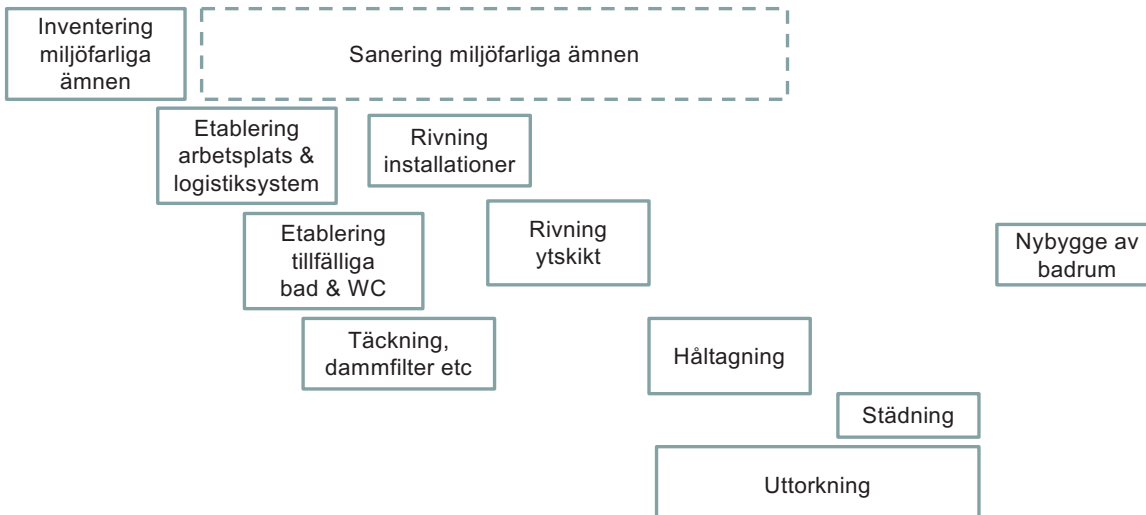 Inventering
miljöfarliga
ämnen
Sanering miljöfarliga ämnen
Etablering
arbetsplats &
logistiksystem
Rivning
installationer
Etablering
tillfälliga
bad & WC
Rivning
ytskikt
Nybygge av
badrum
Täckning,
dammfilter etc
Håltagning
Städning
Uttorkning